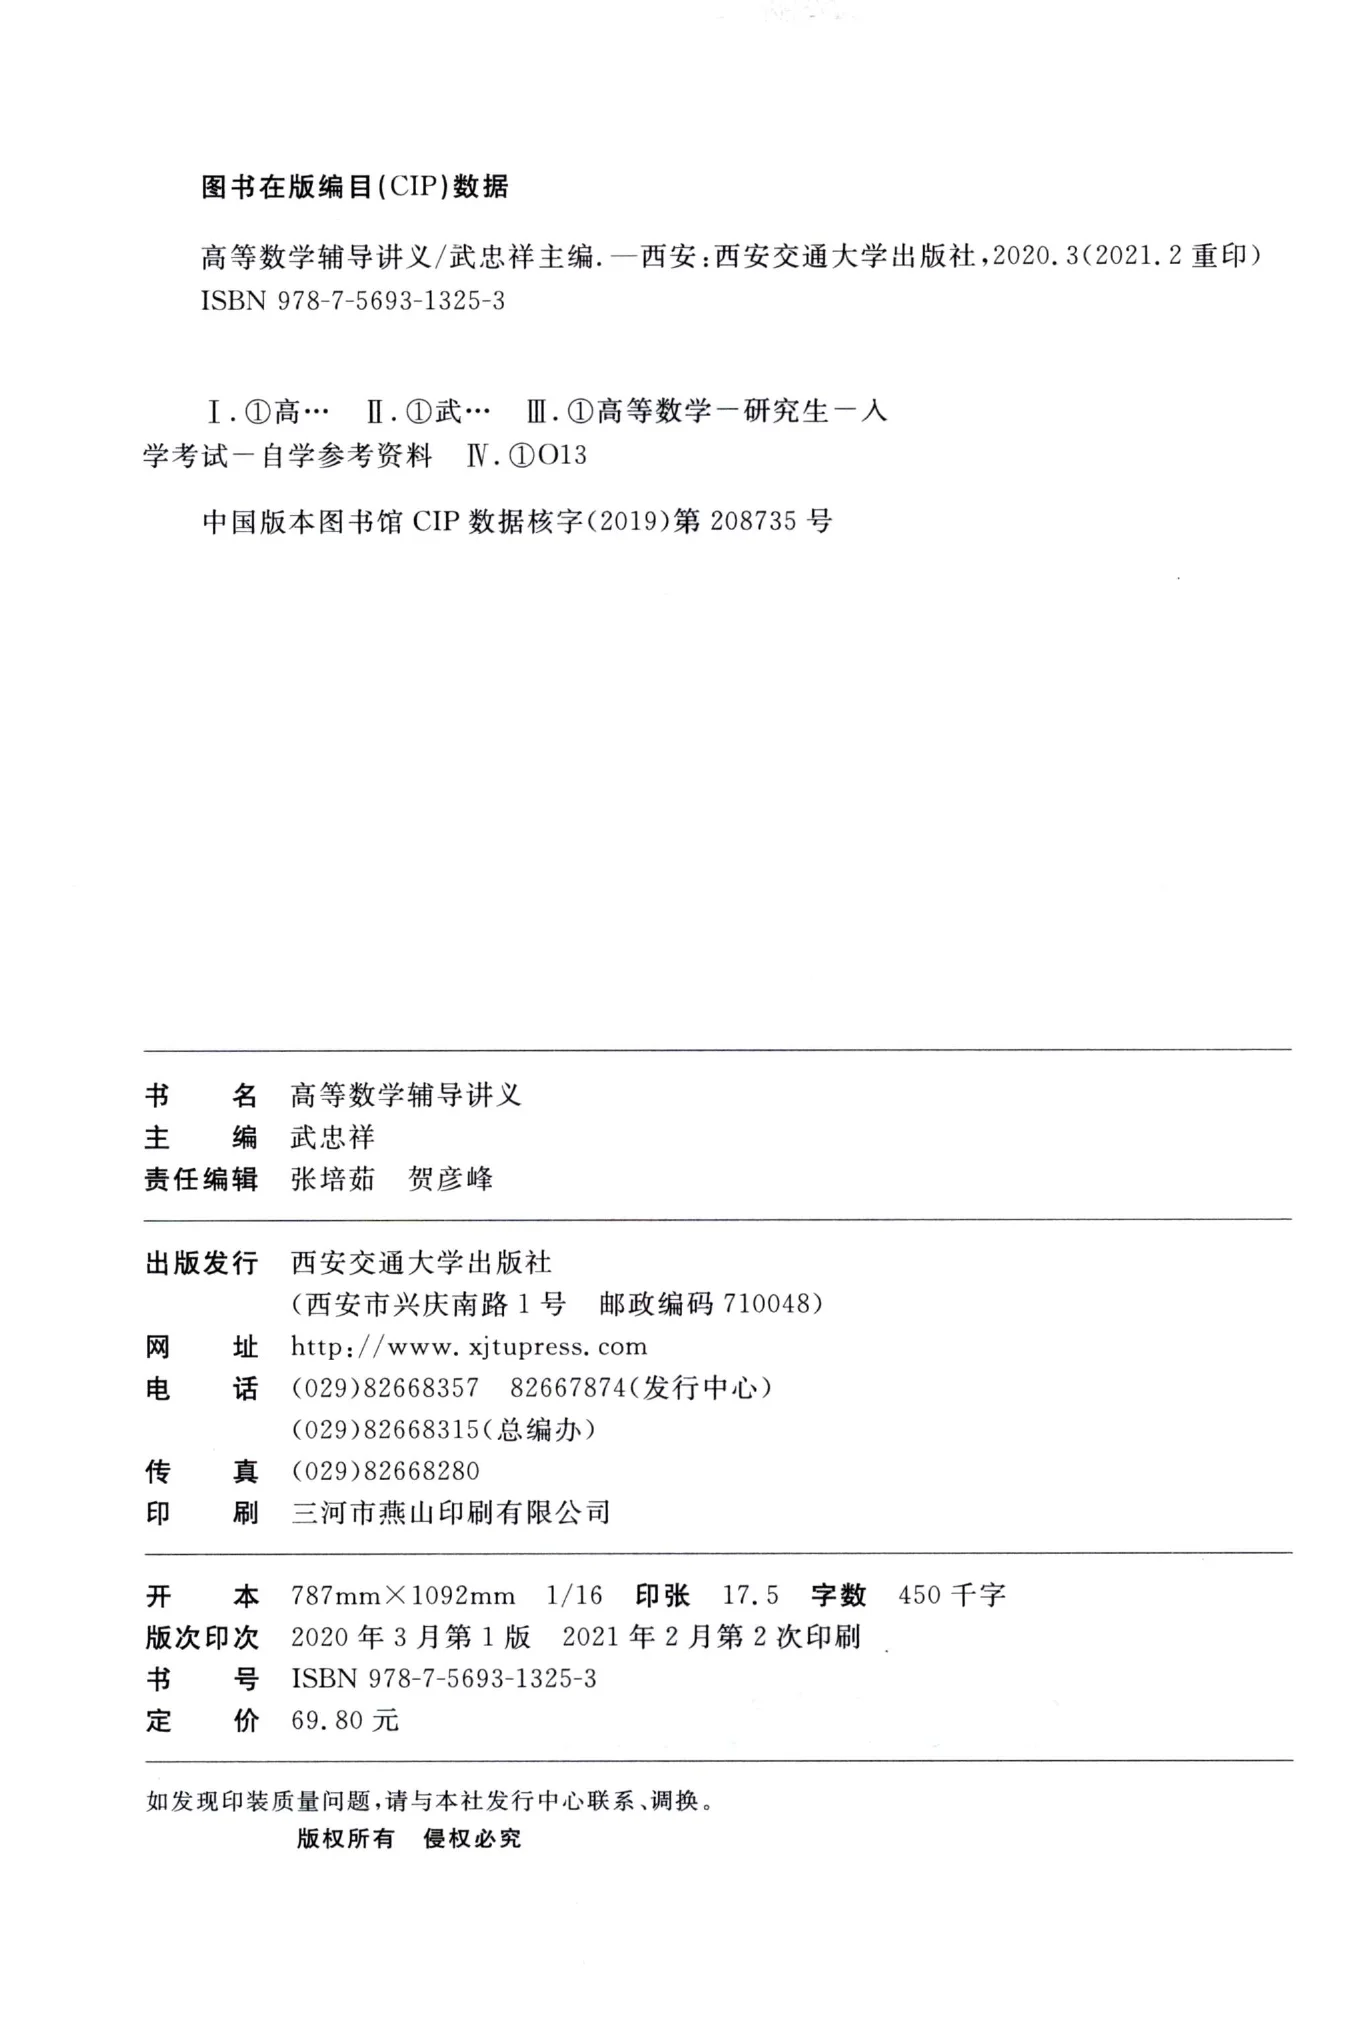 图书在版编目(CIP)数据
高等数学辅导讲义/武忠祥主编.—西安:西安交通大学出版社,2020.3(2021.2重印)
ISBN 978-7-5693-1325-3
Ⅰ.①高… Ⅱ.①武… Ⅲ.①高等数学－研究生－入
学考试－自学参考资料 Ⅳ.①O13
中国版本图书馆 CIP 数据核字(2019)第 208735 号
书 名 高等数学辅导讲义
主 编 武忠祥
责任编辑 张培茹 贺彦峰
出版发行 西安交通大学出版社
(西安市兴庆南路 1 号 邮政编码 710048)
网 址 http://www.xjtupress.com
电 话 (029)82668357 82667874(发行中心)
(029)82668315(总编办)
传 真 (029)82668280
印 刷 三河市燕山印刷有限公司
开 本 787mm×1092mm 1/16 印张 17.5 字数 450 千字
版次印次 2020 年 3 月第 1 版 2021 年 2 月第 2 次印刷
书 号 ISBN 978-7-5693-1325-3
定 价 69.80 元
如发现印装质量问题,请与本社发行中心联系、调换。
版权所有 侵权必究